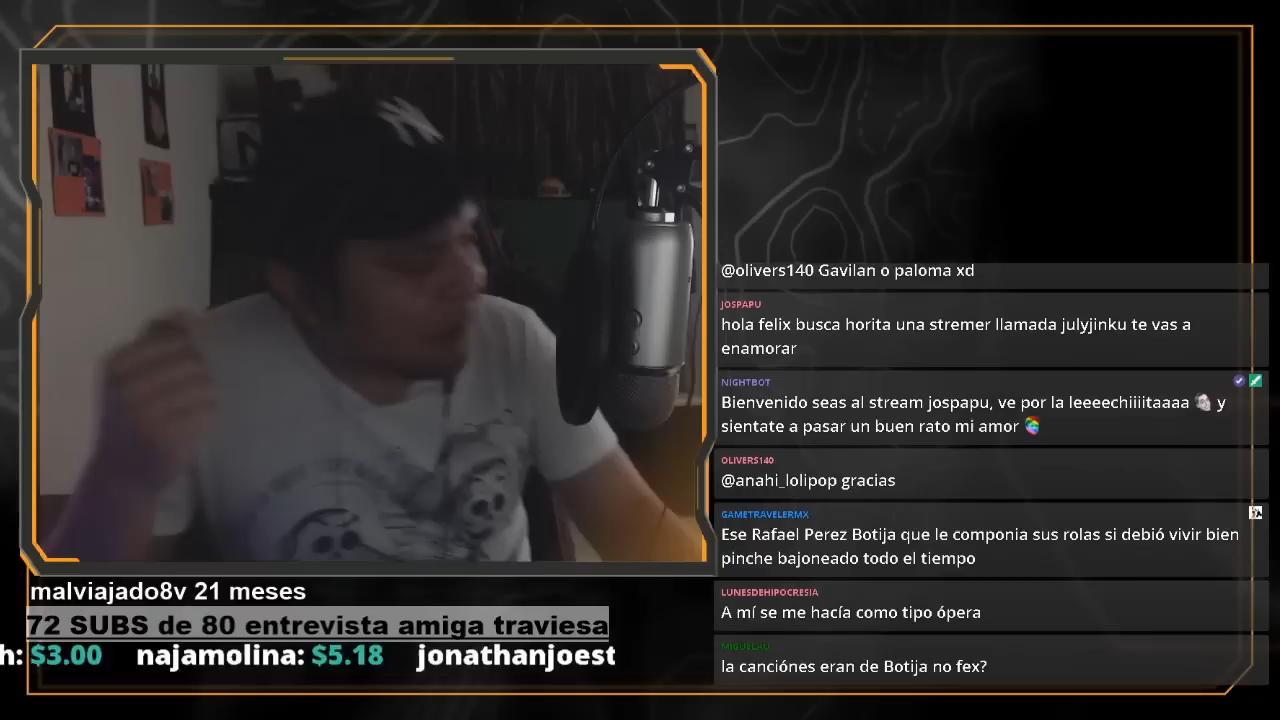 @olivers140 Gavilan o paloma xd
JOSPAPU
hola felix busca horita una stremer llamada julyjinku te vas a
enamorar
NIGHTBOT
Bienvenido seas al stream jospapu, ve por la leeeechiiiitaaaa y
sientate a pasar un buen rato mi amor
OLIVERS140
@anahi_lolipop gracias
GAMETRAVELERMX
Ese Rafael Perez Botija que le componia sus rolas si debió vivir bien
pinche bajoneado todo el tiempo
LUNESDEHIPOCRESIA
A mí se me hacía como tipo ópera
la canciónes eran de Botija no fex?
malviajado8v 21 meses
72 SUBS de 80 entrevista amiga traviesa
h: $3.00 najamolina: $5.18 jonathanjoest